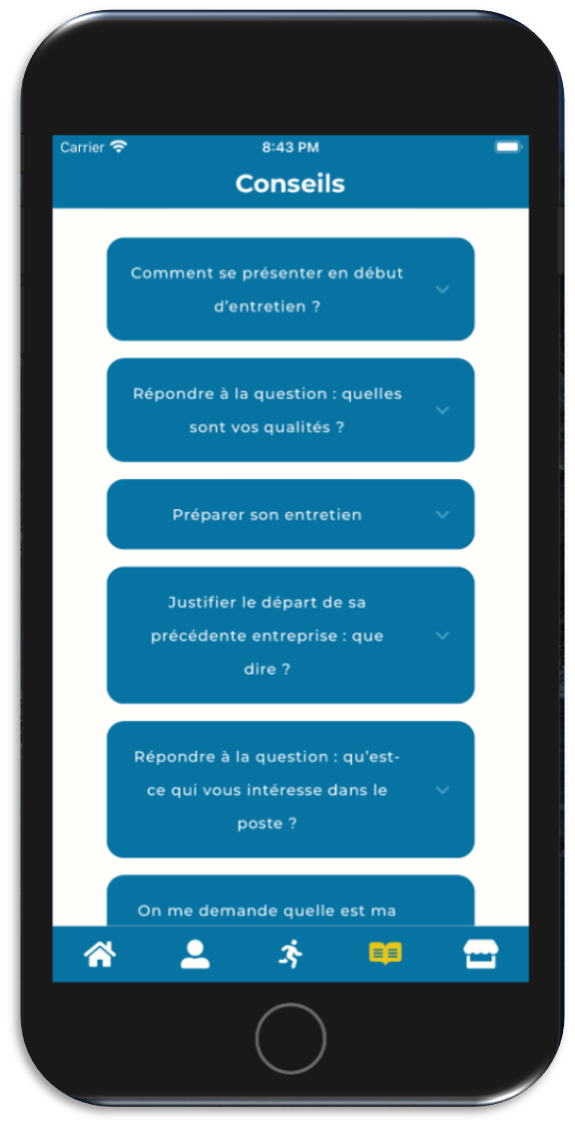 Carrier
8:43 PM
Conseils
Comment se présenter en début
d'entretien ?
Répondre à la question : quelles
sont vos qualités ?
Préparer son entretien
Justifier le départ de sa
précédente entreprise : que
dire ?
Répondre à la question : qu'est-
ce qui vous intéresse dans le
poste ?
On me demande quelle est ma